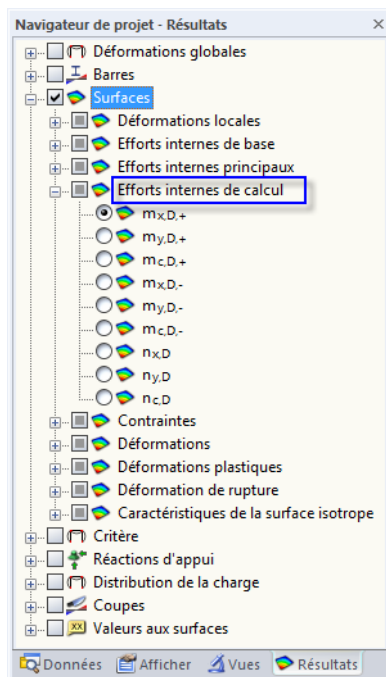 Navigateur de projet - Résultats
Déformations globales
Barres
Surfaces
Déformations locales
Efforts internes de base
Efforts internes principaux
Efforts internes de calcul
mx,D,+
my,D,+
mc,D,+
mx,D,-
my,D,-
mc,D,-
nx,D
ny,D
nc,D
Contraintes
Déformations
Déformations plastiques
Déformation de rupture
Caractéristiques de la surface isotrope
Critère
Réactions d'appui
Distribution de la charge
Coupes
xx Valeurs aux surfaces
Données Afficher Vues Résultats